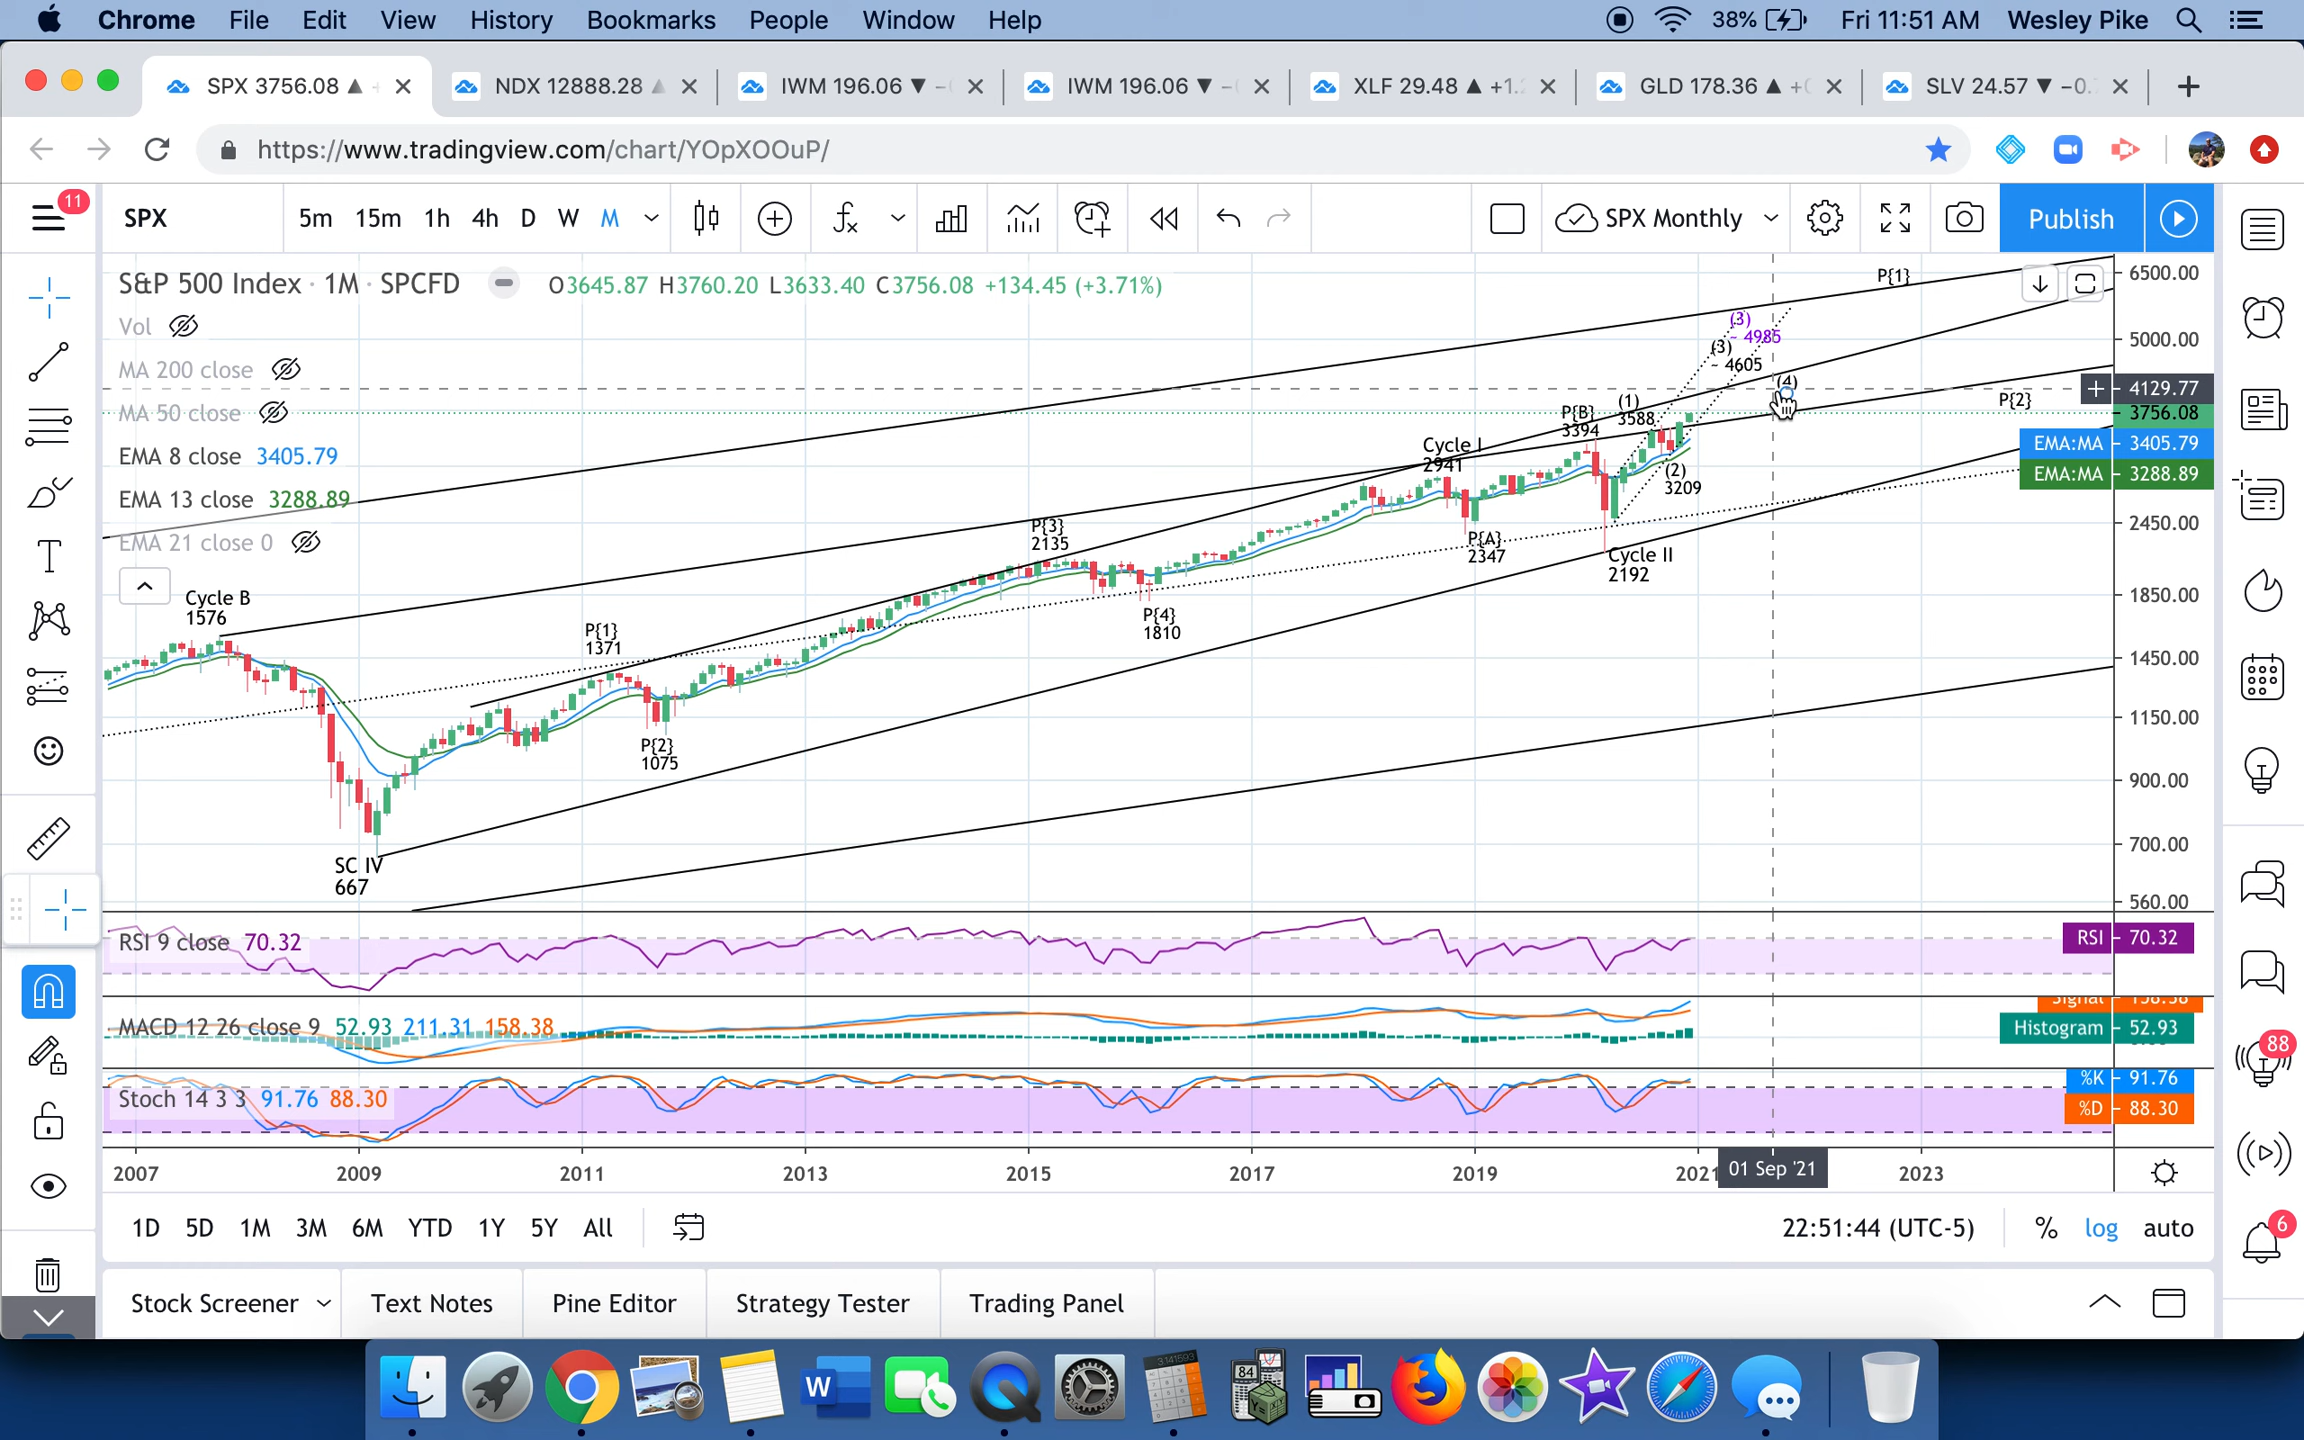 Chrome File Edit View History Bookmarks People Window Help 38% Fri 11:51 AM Wesley Pike
SPX 3756.08 ▲ NDX 12888.28 ▲ IWM 196.06 ▼ IWM 196.06 ▼ XLF 29.48 ▲ +1. GLD 178.36 ▲ SLV 24.57 ▼ −0.
https://www.tradingview.com/chart/YOpXOOuP/
11
SPX 5m 15m 1h 4h D W M SPX Monthly Publish
S&P 500 Index · 1M · SPCFD O3645.87 H3760.20 L3633.40 C3756.08 +134.45 (+3.71%)
Vol
MA 200 close
MA 50 close
EMA 8 close 3405.79
EMA 13 close 3288.89
EMA 21 close 0
P{1}
(3)
~ 4985
(3)
~ 4605
(4)
P{2}
(1)
3588
P{B}
3394
Cycle I
2941
(2)
3209
P{3}
2135
P{A}
2347
Cycle II
2192
Cycle B
1576
P{1}
1371
P{4}
1810
P{2}
1075
SC IV
667
6500.00
5000.00
4129.77
3756.08
EMA:MA 3405.79
EMA:MA 3288.89
2450.00
1850.00
1450.00
1150.00
900.00
700.00
560.00
RSI 9 close 70.32
RSI 70.32
MACD 12 26 close 9 52.93 211.31 158.38
Signal 158.38
Histogram 52.93
Stoch 14 3 3 91.76 88.30
%K 91.76
%D 88.30
88
6
2007 2009 2011 2013 2015 2017 2019 2021 01 Sep '21 2023
1D 5D 1M 3M 6M YTD 1Y 5Y All 22:51:44 (UTC-5) % log auto
Stock Screener Text Notes Pine Editor Strategy Tester Trading Panel